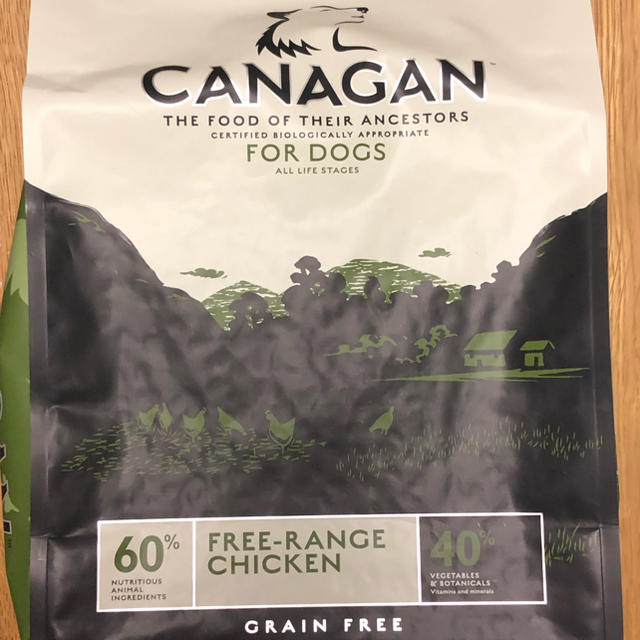 CANAGAN™
THE FOOD OF THEIR ANCESTORS
CERTIFIED BIOLOGICALLY APPROPRIATE
FOR DOGS
ALL LIFE STAGES
60%
NUTRITIOUS
ANIMAL
INGREDIENTS
FREE-RANGE
CHICKEN
40%
VEGETABLES
& BOTANICALS
Vitamins and minerals
GRAIN FREE